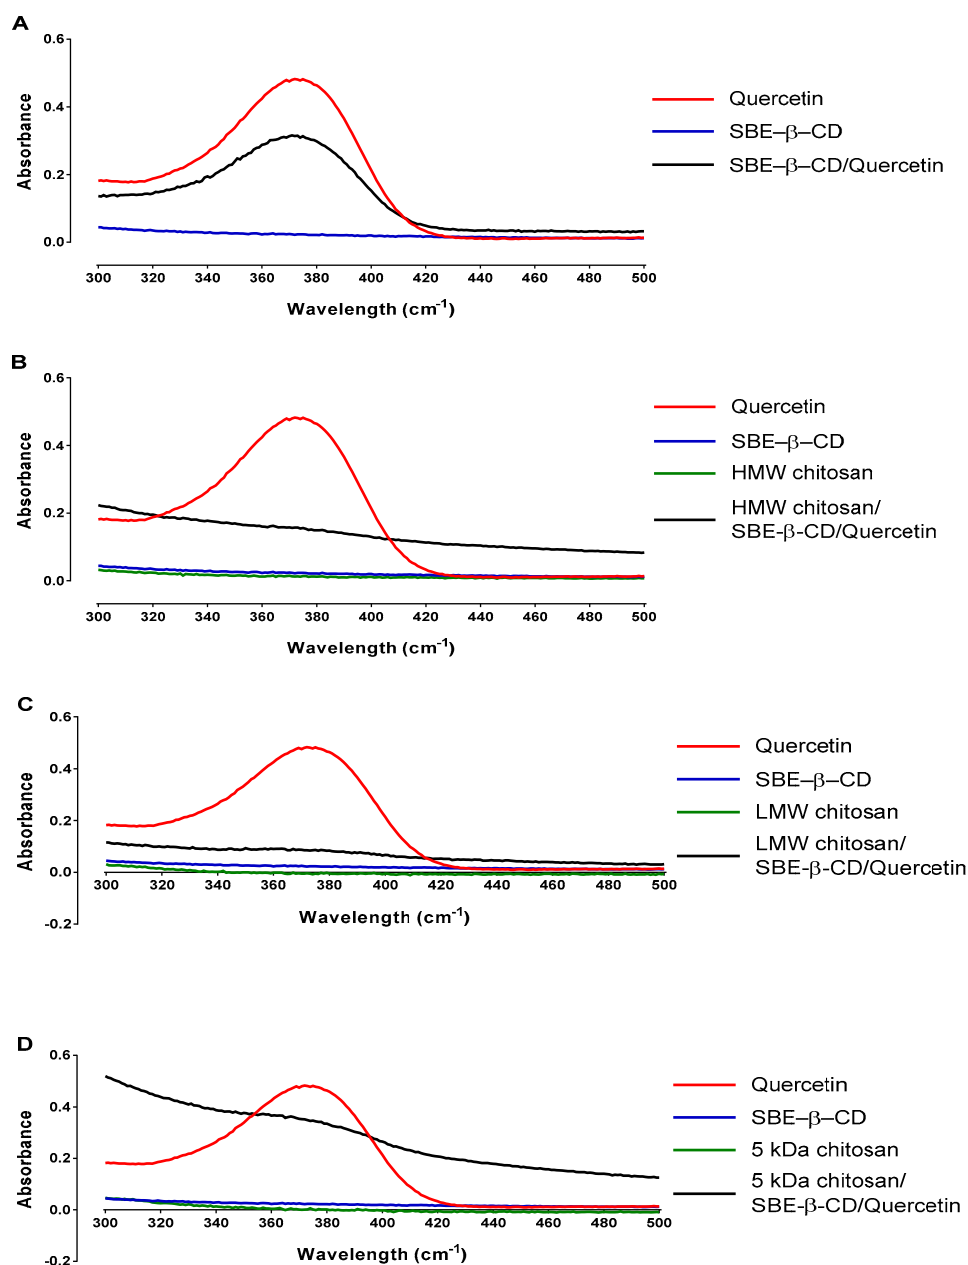 A
0.6
0.4
0.2
0.0
Absorbance
300 320 340 360 380 400 420 440 460 480 500
Wavelength (cm-1)
Quercetin
SBE–β–CD
SBE–β–CD/Quercetin
B
0.6
0.4
0.2
0.0
Absorbance
300 320 340 360 380 400 420 440 460 480 500
Wavelength (cm-1)
Quercetin
SBE–β–CD
HMW chitosan
HMW chitosan/
SBE-β-CD/Quercetin
C
0.6
0.4
0.2
0.0
-0.2
Absorbance
300 320 340 360 380 400 420 440 460 480 500
Wavelength (cm-1)
Quercetin
SBE–β–CD
LMW chitosan
LMW chitosan/
SBE-β-CD/Quercetin
D
0.6
0.4
0.2
0.0
-0.2
Absorbance
300 320 340 360 380 400 420 440 460 480 500
Wavelength (cm-1)
Quercetin
SBE–β–CD
5 kDa chitosan
5 kDa chitosan/
SBE-β-CD/Quercetin